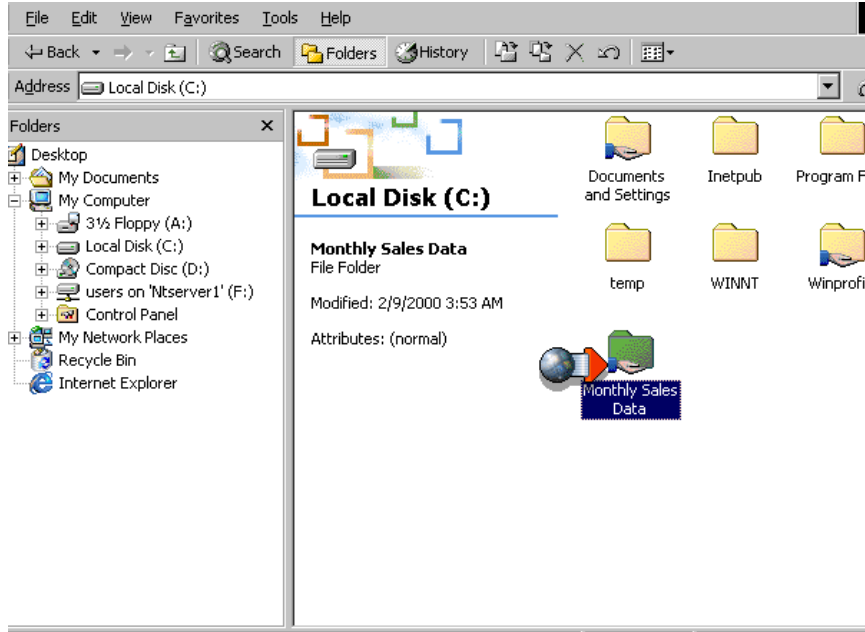 File Edit View Favorites Tools Help
Back Search Folders History
Address Local Disk (C:)
Folders
Desktop
My Documents
My Computer
3½ Floppy (A:)
Local Disk (C:)
Compact Disc (D:)
users on 'Ntserver1' (F:)
Control Panel
My Network Places
Recycle Bin
Internet Explorer
Local Disk (C:)
Monthly Sales Data
File Folder
Modified: 2/9/2000 3:53 AM
Attributes: (normal)
Documents
and Settings
Inetpub
Program F
temp
WINNT
Winprofi
Monthly Sales
Data